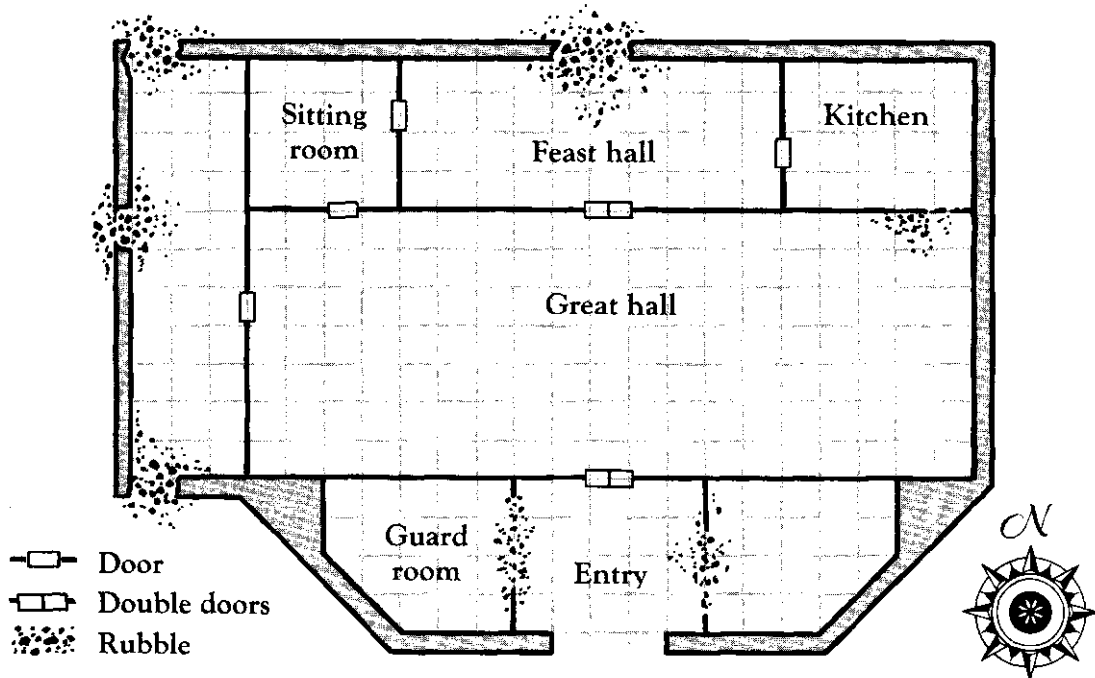 Sitting
room
Feast hall
Kitchen
Great hall
Guard
room
Entry
Door
Double doors
Rubble
N